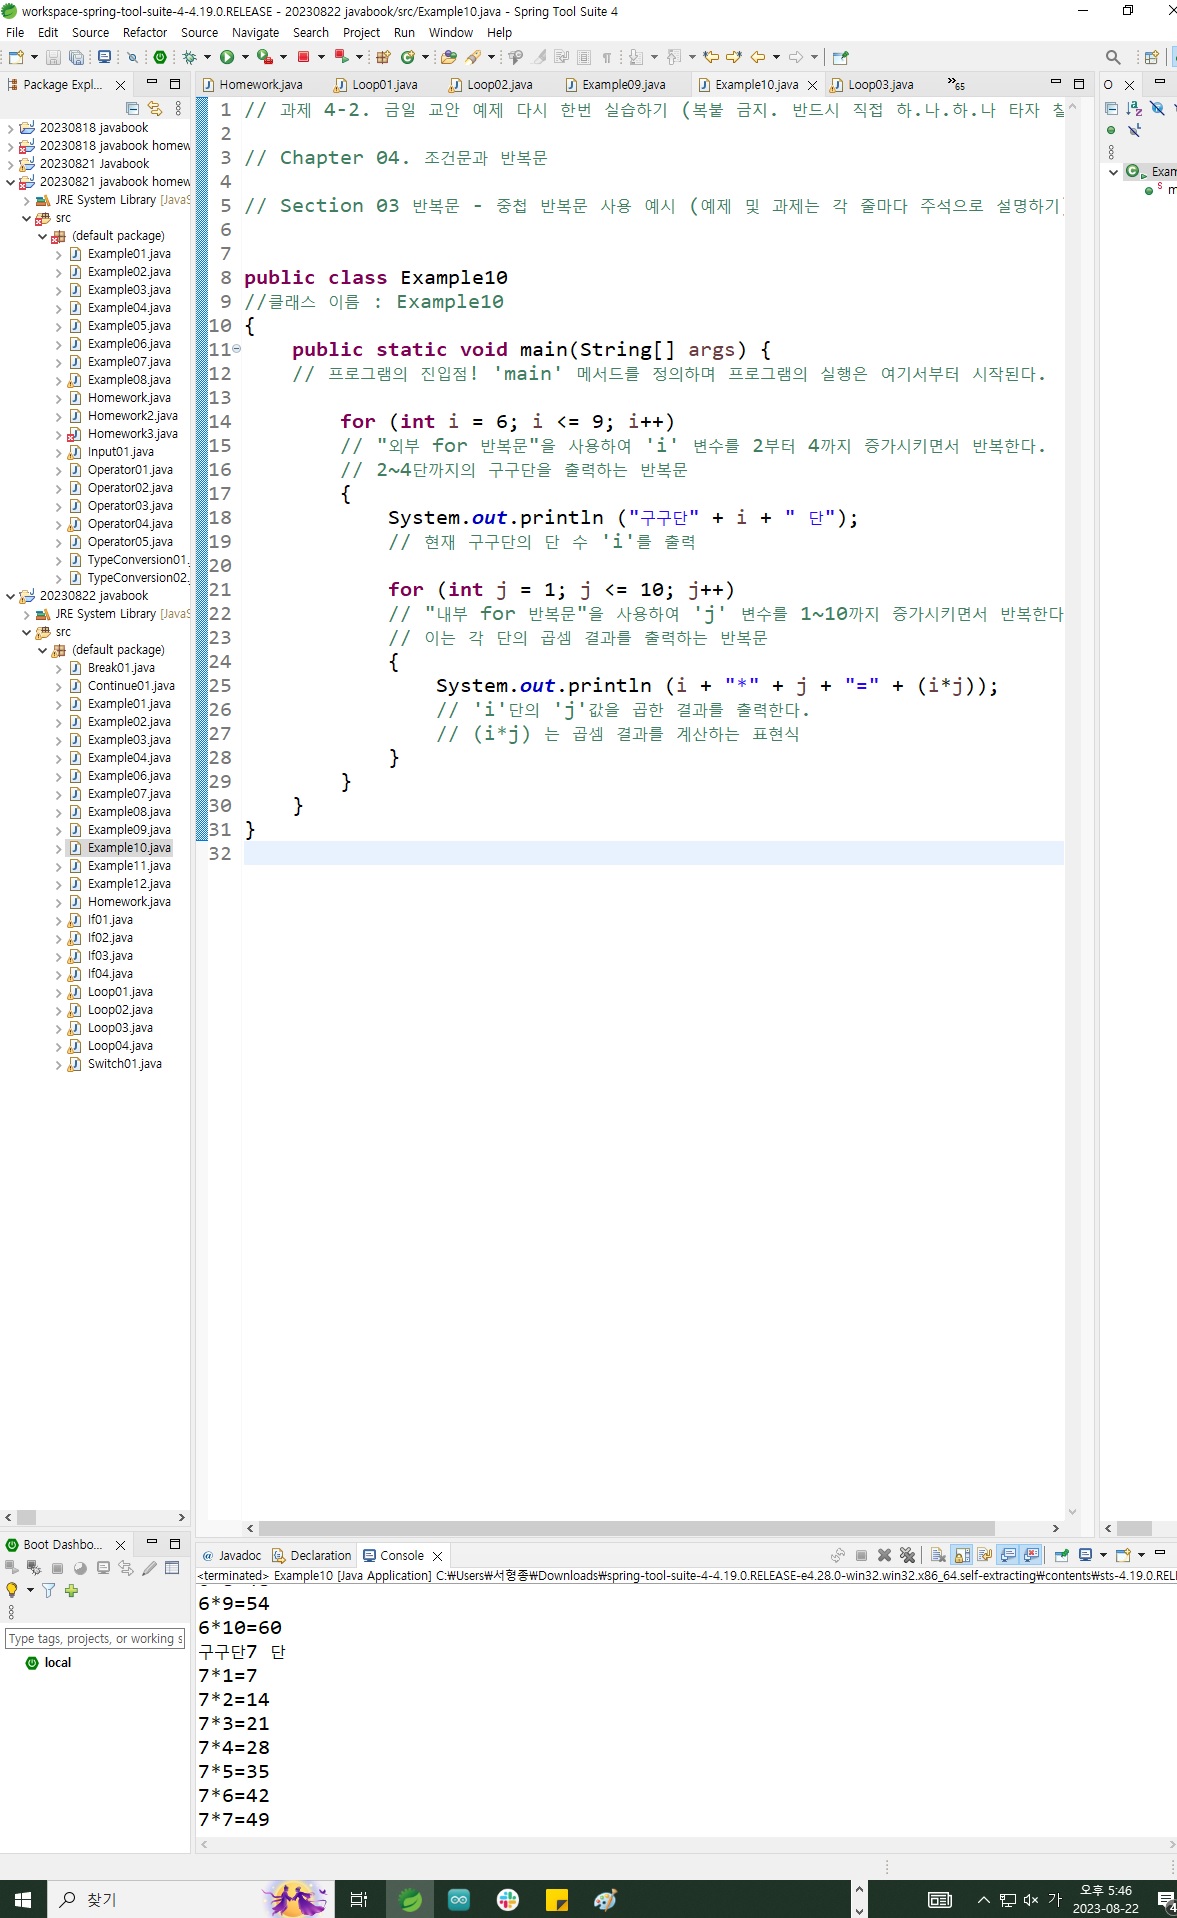 workspace-spring-tool-suite-4-4.19.0.RELEASE - 20230822 javabook/src/Example10.java - Spring Tool Suite 4
File Edit Source Refactor Source Navigate Search Project Run Window Help
Package Expl...
Homework.java Loop01.java Loop02.java Example09.java Example10.java Loop03.java »65
20230818 javabook
20230818 javabook homew
20230821 Javabook
20230821 javabook homew
JRE System Library [JavaS
src
(default package)
Example01.java
Example02.java
Example03.java
Example04.java
Example05.java
Example06.java
Example07.java
Example08.java
Homework.java
Homework2.java
Homework3.java
Input01.java
Operator01.java
Operator02.java
Operator03.java
Operator04.java
Operator05.java
TypeConversion01.
TypeConversion02.
20230822 javabook
JRE System Library [JavaS
src
(default package)
Break01.java
Continue01.java
Example01.java
Example02.java
Example03.java
Example04.java
Example06.java
Example07.java
Example08.java
Example09.java
Example10.java
Example11.java
Example12.java
Homework.java
If01.java
If02.java
If03.java
If04.java
Loop01.java
Loop02.java
Loop03.java
Loop04.java
Switch01.java
1 // 과제 4-2. 금일 교안 예제 다시 한번 실습하기 (복붙 금지. 반드시 직접 하.나.하.나 타자
2
3 // Chapter 04. 조건문과 반복문
4
5 // Section 03 반복문 - 중첩 반복문 사용 예시 (예제 및 과제는 각 줄마다 주석으로 설명하기)
6
7
8 public class Example10
9 //클래스 이름 : Example10
10 {
11 public static void main(String[] args) {
12 // 프로그램의 진입점! 'main' 메서드를 정의하며 프로그램의 실행은 여기서부터 시작된다.
13
14 for (int i = 6; i <= 9; i++)
15 // "외부 for 반복문"을 사용하여 'i' 변수를 2부터 4까지 증가시키면서 반복한다.
16 // 2~4단까지의 구구단을 출력하는 반복문
17 {
18 System.out.println ("구구단" + i + " 단");
19 // 현재 구구단의 단 수 'i'를 출력
20
21 for (int j = 1; j <= 10; j++)
22 // "내부 for 반복문"을 사용하여 'j' 변수를 1~10까지 증가시키면서 반복한다
23 // 이는 각 단의 곱셈 결과를 출력하는 반복문
24 {
25 System.out.println (i + "*" + j + "=" + (i*j));
26 // 'i'단의 'j'값을 곱한 결과를 출력한다.
27 // (i*j) 는 곱셈 결과를 계산하는 표현식
28 }
29 }
30 }
31 }
32
Exam
Boot Dashbo...
Type tags, projects, or working s
local
Javadoc Declaration Console
<terminated> Example10 [Java Application] C:₩Users₩서형종₩Downloads₩spring-tool-suite-4-4.19.0.RELEASE-e4.28.0-win32.win32.x86_64.self-extracting₩contents₩sts-4.19.0.REL
6*9=54
6*10=60
구구단7 단
7*1=7
7*2=14
7*3=21
7*4=28
7*5=35
7*6=42
7*7=49
찾기
가
오후 5:46
2023-08-22
4